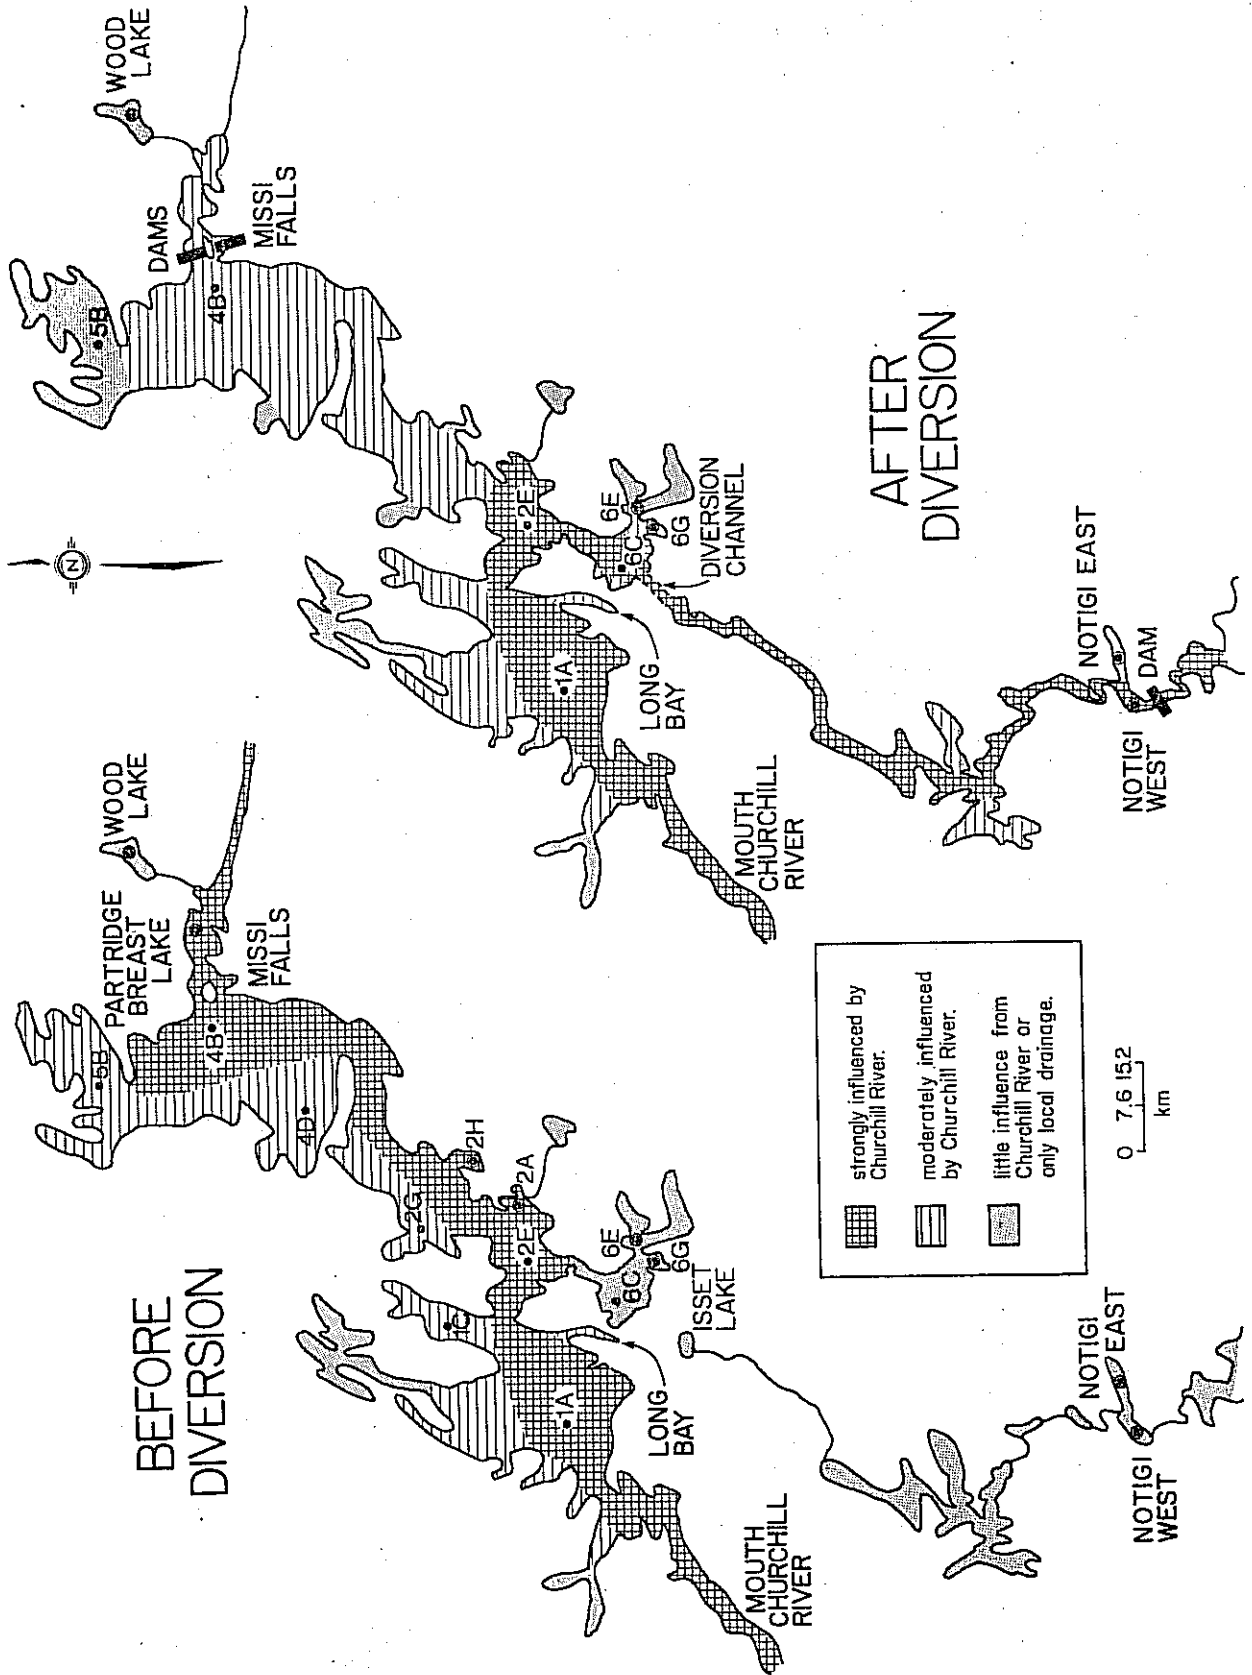 BEFORE
DIVERSION
PARTRIDGE
BREAST
LAKE
WOOD
LAKE
MISSI
FALLS
5B
4B
4D
2H
2G
2A
2E
1C
1A
6E
6C
6G
ISSET
LAKE
LONG
BAY
MOUTH
CHURCHILL
RIVER
NOTIGI
EAST
NOTIGI
WEST
strongly influenced by
Churchill River.
moderately influenced
by Churchill River.
little influence from
Churchill River or
only local drainage.
0 7.6 15.2
km
N
AFTER
DIVERSION
WOOD
LAKE
DAMS
MISSI
FALLS
5B
4B
2E
1A
6E
6C
6G
DIVERSION
CHANNEL
LONG
BAY
MOUTH
CHURCHILL
RIVER
NOTIGI EAST
DAM
NOTIGI
WEST